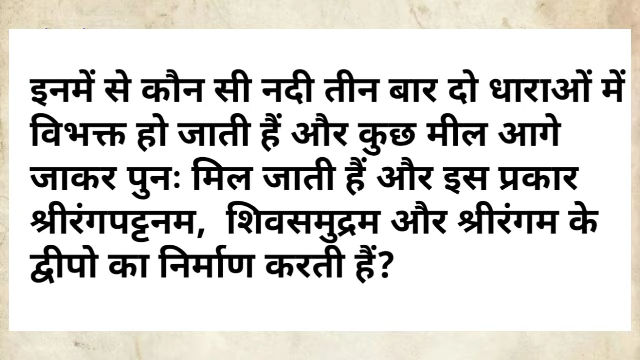 इनमें से कौन सी नदी तीन बार दो धाराओं में
विभक्त हो जाती हैं और कुछ मील आगे
जाकर पुनः मिल जाती हैं और इस प्रकार
श्रीरंगपट्टनम, शिवसमुद्रम और श्रीरंगम के
द्वीपो का निर्माण करती हैं?